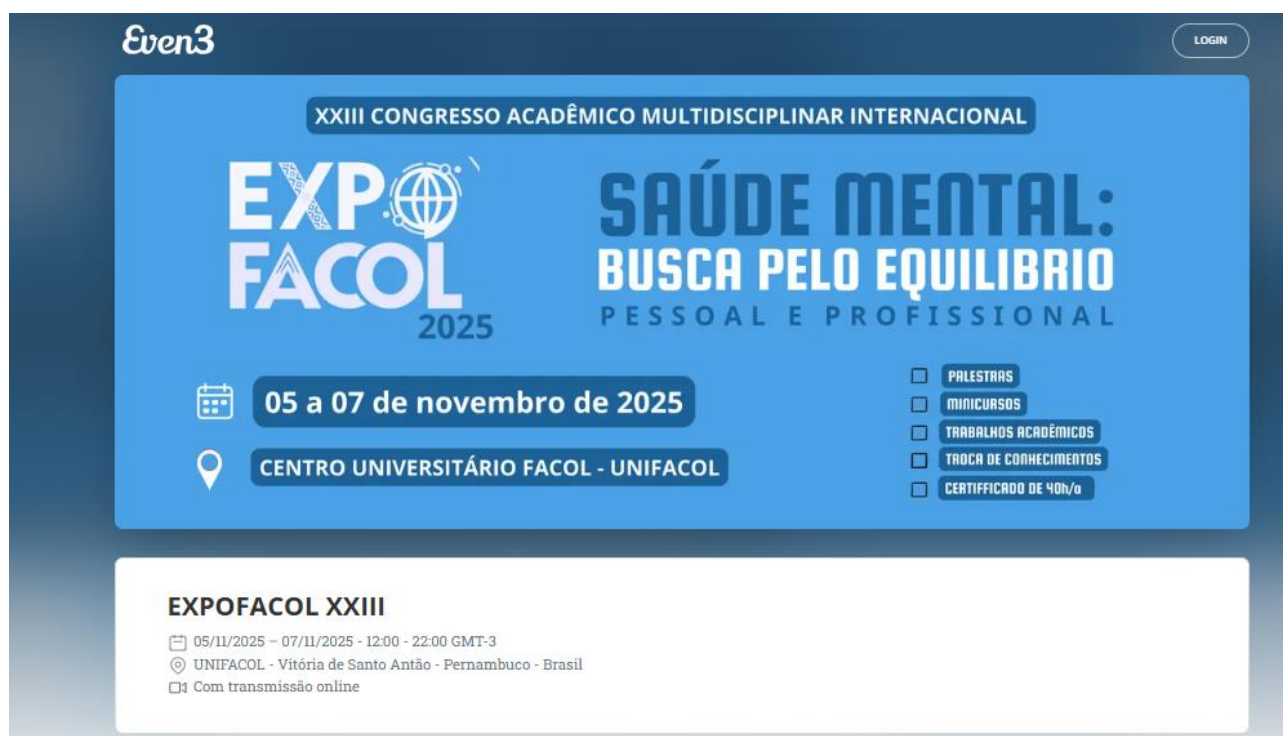 Even3
LOGIN
XXIII CONGRESSO ACADÊMICO MULTIDISCIPLINAR INTERNACIONAL
EXPO
FACOL
2025
SAÚDE MENTAL:
BUSCA PELO EQUILIBRIO
PESSOAL E PROFISSIONAL
05 a 07 de novembro de 2025
CENTRO UNIVERSITÁRIO FACOL - UNIFACOL
PALESTRAS
MINICURSOS
TRABALHOS ACADÊMICOS
TROCA DE CONHECIMENTOS
CERTIFFICADO DE 40h/a
EXPOFACOL XXIII
05/11/2025 – 07/11/2025 - 12:00 - 22:00 GMT-3
UNIFACOL - Vitória de Santo Antão - Pernambuco - Brasil
Com transmissão online